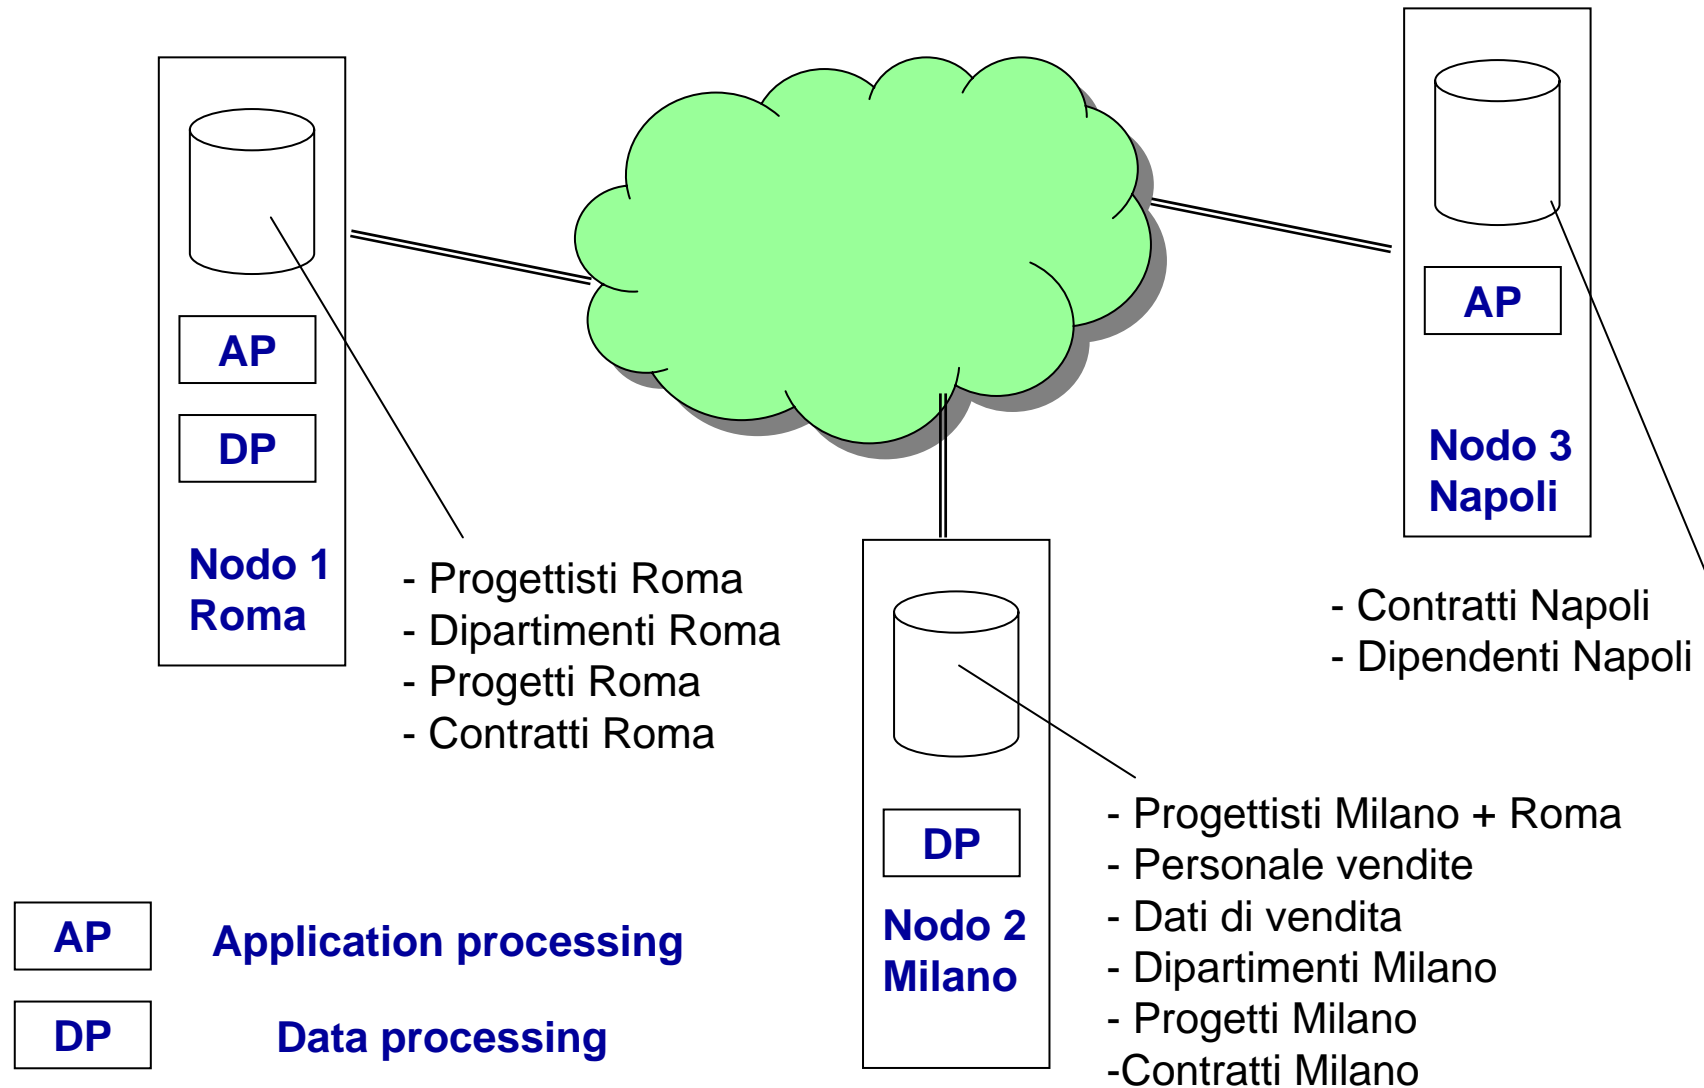 AP
DP
Nodo 1
Roma
- Progettisti Roma
- Dipartimenti Roma
- Progetti Roma
- Contratti Roma
AP
Nodo 3
Napoli
- Contratti Napoli
- Dipendenti Napoli
DP
Nodo 2
Milano
- Progettisti Milano + Roma
- Personale vendite
- Dati di vendita
- Dipartimenti Milano
- Progetti Milano
-Contratti Milano
AP Application processing
DP Data processing